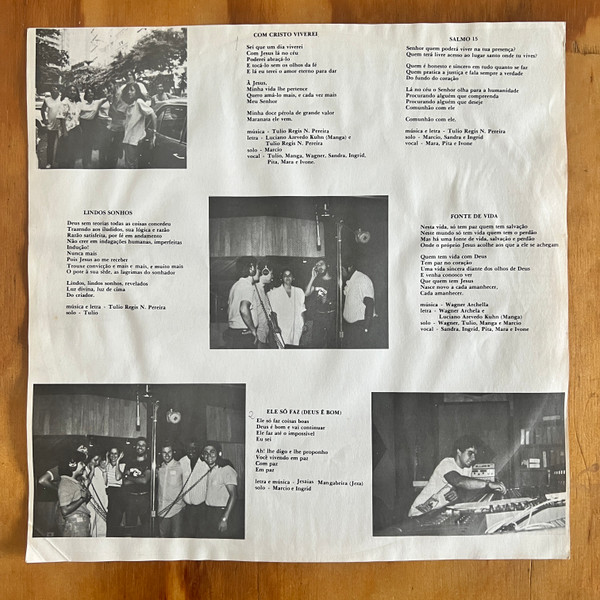 COM CRISTO VIVEREI
Sei que um dia viverei
Com Jesus lá no céu
Poderei abraçá-lo
E tocá-lo sem os olhos da fé
E lá eu terei o amor eterno para dar
À Jesus,
Minha vida lhe pertence
Quero amá-lo mais, e cada vez mais
Meu Senhor
Minha doce pérola de grande valor
Maranata ele vem.
música - Tulio Regis N. Pereira
letra - Luciano Azevedo Kuhn (Manga) e
Tulio Regis N. Pereira
solo - Marcio
vocal - Tulio, Manga, Wagner, Sandra, Ingrid,
Pita, Mara e Ivone.
SALMO 15
Senhor quem poderá viver na tua presença?
Quem terá livre acesso ao lugar santo onde tu vives?
Quem é honesto e sincero em tudo quanto se faz
Quem pratica a justiça e fala sempre a verdade
Do fundo do coração
Lá no céu o Senhor olha para a humanidade
Procurando alguém que compreenda
Procurando alguém que deseje
Comunhão com ele
Comunhão com ele.
música e letra - Tulio Regis N. Pereira
solo - Marcio, Sandra e Ingrid
vocal - Mara, Pita e Ivone
LINDOS SONHOS
Deus sem teorias todas as coisas concedeu
Trazendo aos iludidos, sua lógica e razão
Razão satisfeita, por fé em andamento
Não crer em indagações humanas, imperfeitas
Indução!
Nunca mais
Pois Jesus ao me receber
Trouxe convicção e mais e mais, e muito mais
O pote à sua sêde, as lagrimas do sonhador
Lindos, lindos sonhos, revelados
Luz divina, luz de cima
Do criador.
música e letra - Tulio Regis N. Pereira
solo - Tulio
FONTE DE VIDA
Nesta vida, só tem paz quem tem salvação
Neste mundo só tem vida quem tem o perdão
Mas há uma fonte de vida, salvação e perdão
Onde o próprio Jesus acolhe aos que a ele se achegam
Quem tem vida com Deus
Tem paz no coração
Uma vida sincera diante dos olhos de Deus
E venha conosco ver
Que quem tem Jesus
Nasce novo a cada amanhecer,
Cada amanhecer.
música - Wagner Archella
letra - Wagner Archela e
Luciano Azevedo Kuhn (Manga)
solo - Wagner, Tulio, Manga e Marcio
vocal - Sandra, Ingrid, Pita, Mara e Ivone
ELE SÓ FAZ (DEUS É BOM)
Ele só faz coisas boas
Deus é bom e vai continuar
Ele faz até o impossível
Eu sei
Ah! lhe digo e lhe proponho
Você vivendo em paz
Com paz
Em paz
letra e música - Jezaias Mangabeira (Jesa)
solo - Marcio e Ingrid